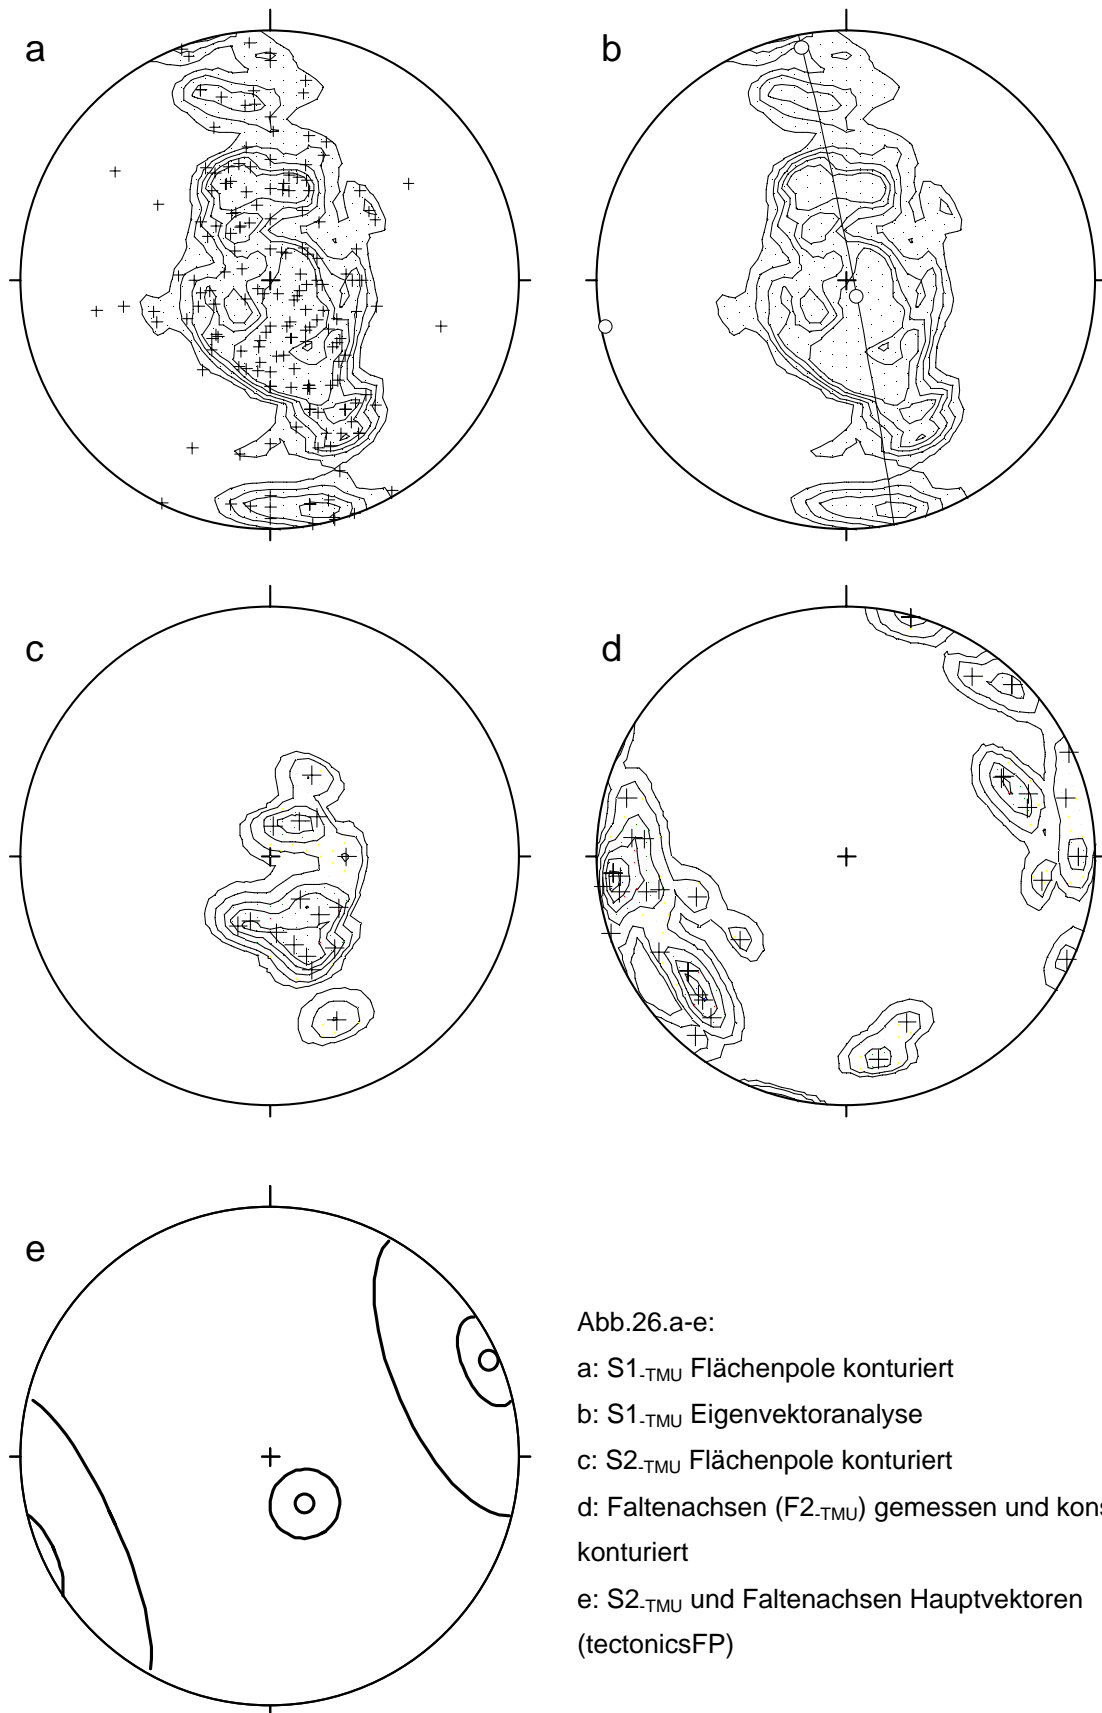 a
b
c
d
e
Abb.26.a-e:
a: S1-TMU Flächenpole konturiert
b: S1-TMU Eigenvektoranalyse
c: S2-TMU Flächenpole konturiert
d: Faltenachsen (F2-TMU) gemessen und
konturiert
e: S2-TMU und Faltenachsen Hauptvektoren
(tectonicsFP)